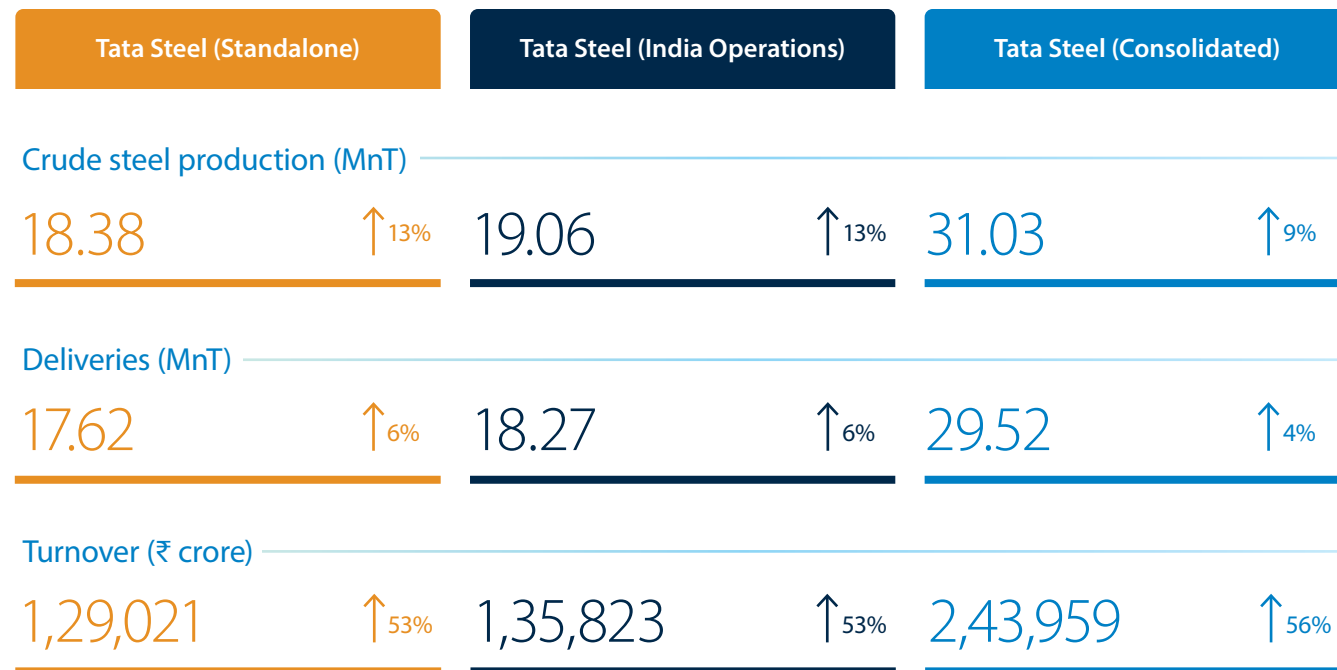 Tata Steel (Standalone) Tata Steel (India Operations) Tata Steel (Consolidated)
Crude steel production (MnT)
18.38 ↑ 13% 19.06 ↑ 13% 31.03 ↑ 9%
Deliveries (MnT)
17.62 ↑ 6% 18.27 ↑ 6% 29.52 ↑ 4%
Turnover (₹ crore)
1,29,021 ↑ 53% 1,35,823 ↑ 53% 2,43,959 ↑ 56%